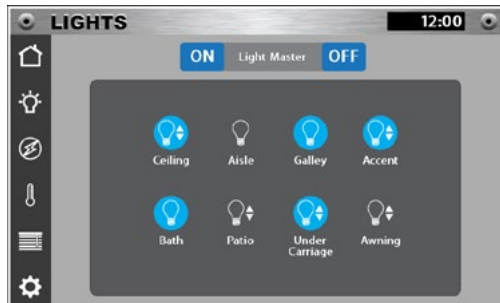 LIGHTS 12:00
ON Light Master OFF
Ceiling Aisle Galley Accent
Bath Patio Under Carriage Awning